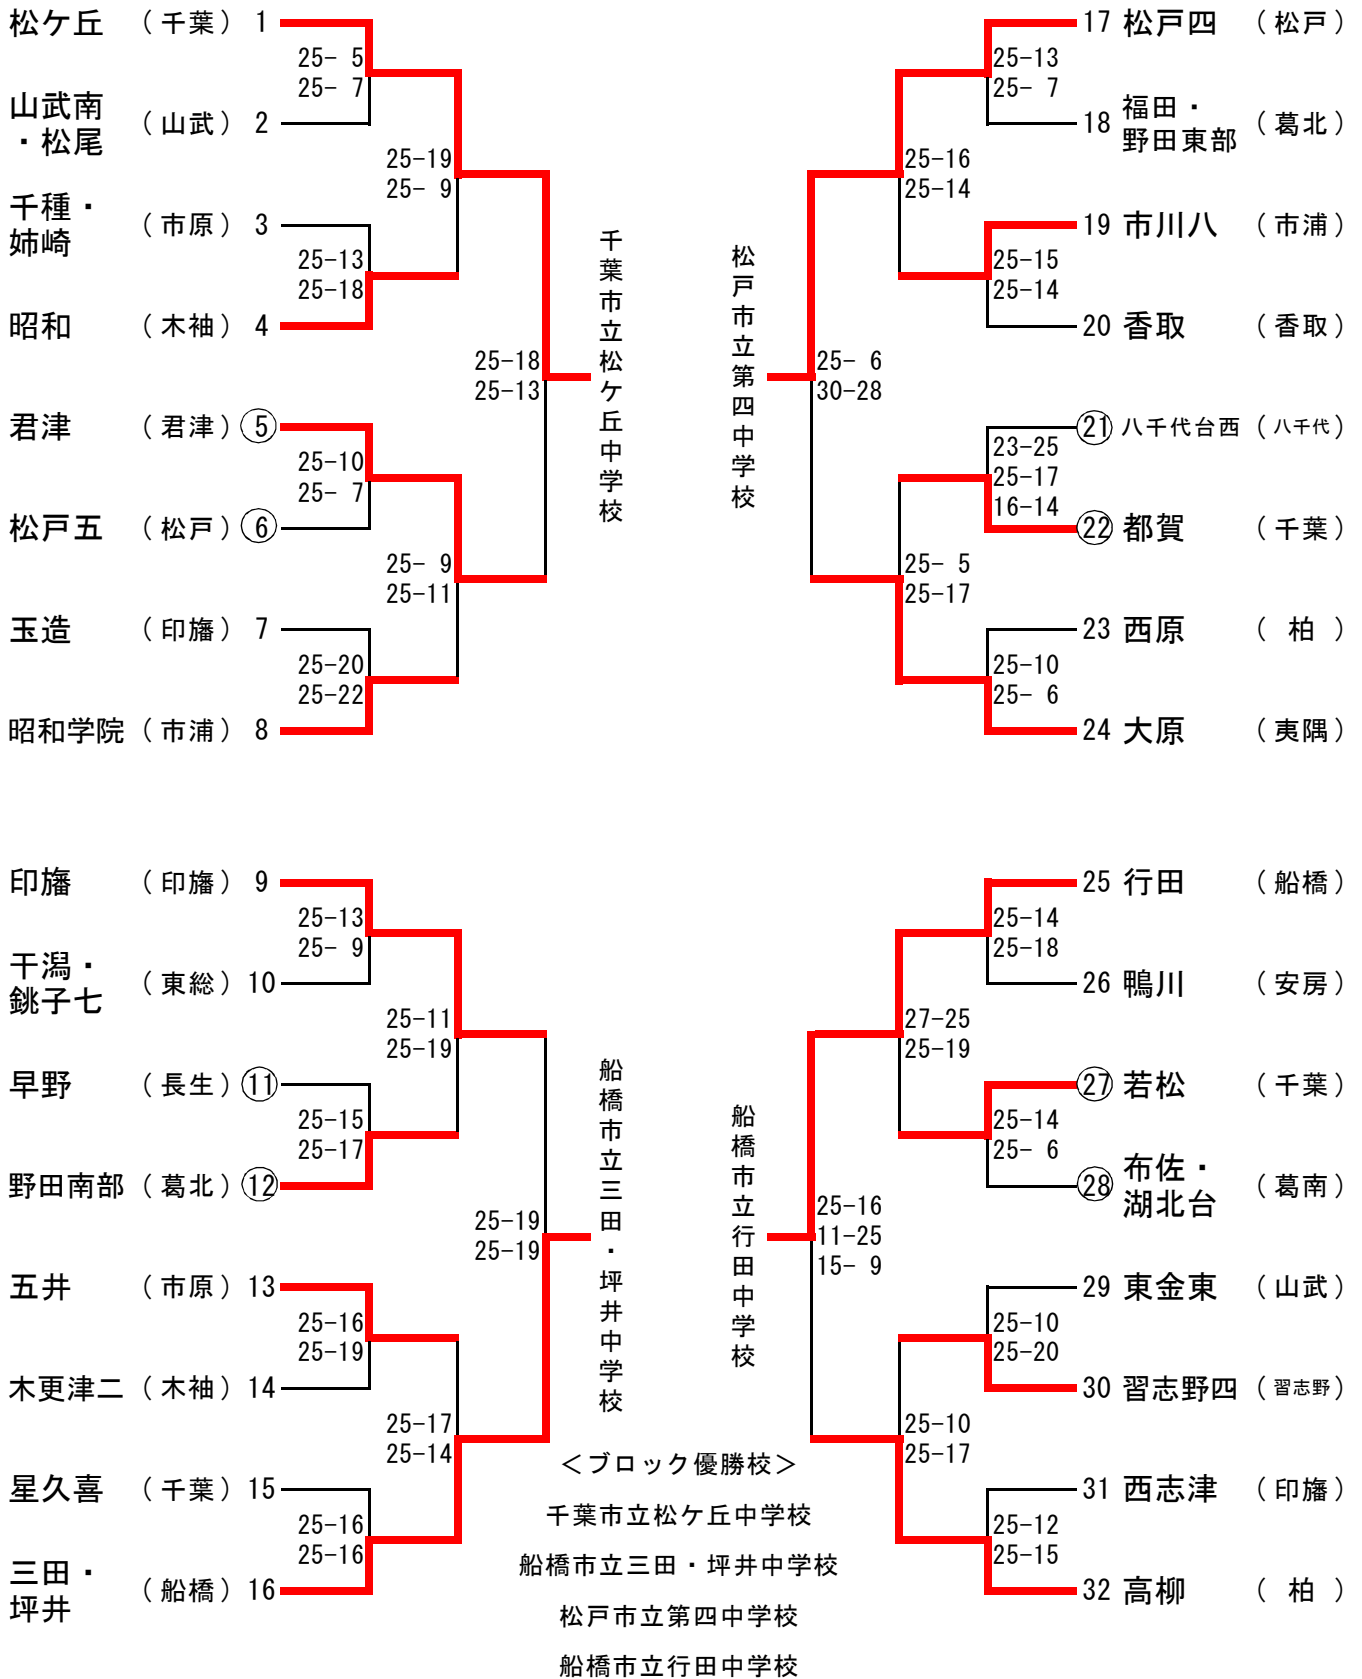 松ケ丘 （千葉） 1
25- 5
25- 7
山武南
・松尾 （山武） 2
25-19
25- 9
千種・
姉崎 （市原） 3
25-13
25-18
昭和 （木袖） 4
25-18
25-13
君津 （君津） ⑤
25-10
25- 7
松戸五 （松戸） ⑥
25- 9
25-11
玉造 （印旛） 7
25-20
25-22
昭和学院 （市浦） 8
千葉市立松ケ丘中学校
印旛 （印旛） 9
25-13
25- 9
干潟・
銚子七 （東総） 10
25-11
25-19
早野 （長生） ⑪
25-15
25-17
野田南部 （葛北） ⑫
25-19
25-19
五井 （市原） 13
25-16
25-19
木更津二 （木袖） 14
25-17
25-14
星久喜 （千葉） 15
25-16
25-16
三田・
坪井 （船橋） 16
船橋市立三田・坪井中学校
17 松戸四 （松戸）
25-13
25- 7
18 福田・
野田東部 （葛北）
25-16
25-14
19 市川八 （市浦）
25-15
25-14
20 香取 （香取）
25- 6
30-28
㉑ 八千代台西 （八千代）
23-25
25-17
16-14
㉒ 都賀 （千葉）
25- 5
25-17
23 西原 （ 柏 ）
25-10
25- 6
24 大原 （夷隅）
松戸市立第四中学校
25 行田 （船橋）
25-14
25-18
26 鴨川 （安房）
27-25
25-19
㉗ 若松 （千葉）
25-14
25- 6
㉘ 布佐・
湖北台 （葛南）
25-16
11-25
15- 9
29 東金東 （山武）
25-10
25-20
30 習志野四 （習志野）
25-10
25-17
31 西志津 （印旛）
25-12
25-15
32 高柳 （ 柏 ）
船橋市立行田中学校
＜ブロック優勝校＞
千葉市立松ケ丘中学校
船橋市立三田・坪井中学校
松戸市立第四中学校
船橋市立行田中学校